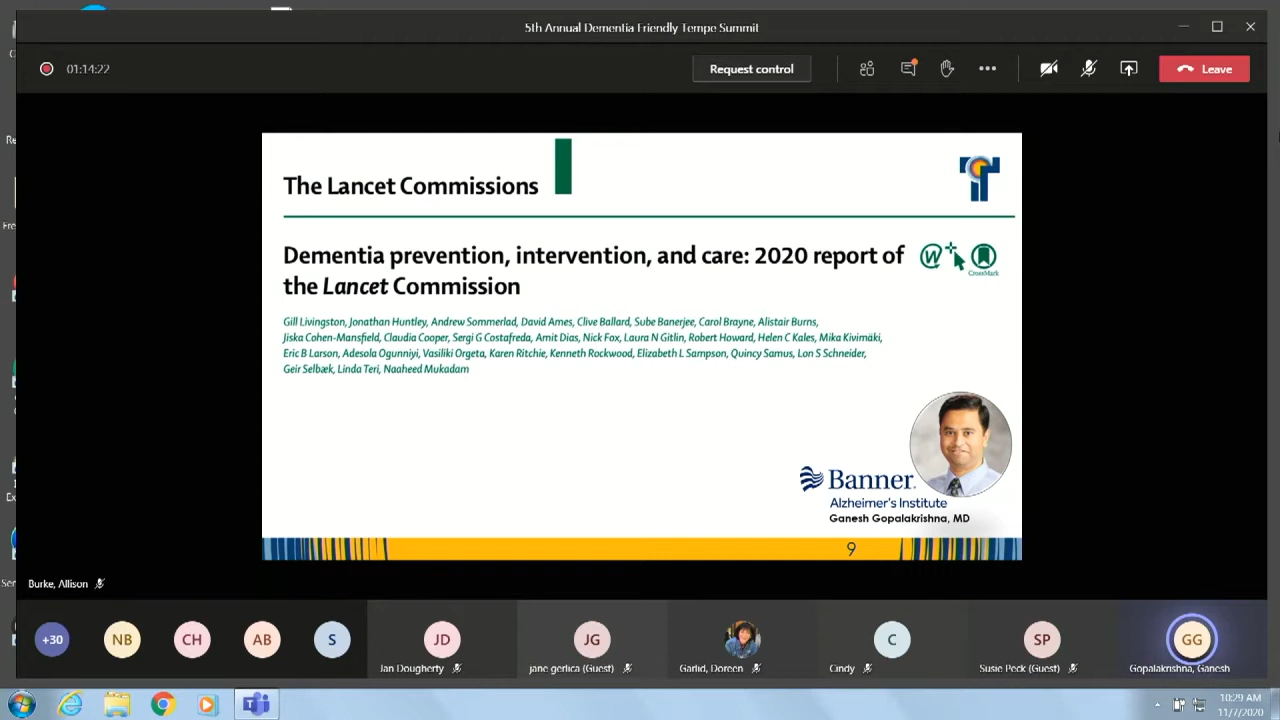 5th Annual Dementia Friendly Tempe Summit
01:14:22
Request control
Leave
The Lancet Commissions
Dementia prevention, intervention, and care: 2020 report of
the Lancet Commission
CrossMark
Gill Livingston, Jonathan Huntley, Andrew Sommerlad, David Ames, Clive Ballard, Sube Banerjee, Carol Brayne, Alistair Burns,
Jiska Cohen-Mansfield, Claudia Cooper, Sergi G Costafreda, Amit Dias, Nick Fox, Laura N Gitlin, Robert Howard, Helen C Kales, Mika Kivimäki,
Eric B Larson, Adesola Ogunniyi, Vasiliki Orgeta, Karen Ritchie, Kenneth Rockwood, Elizabeth L Sampson, Quincy Samus, Lon S Schneider,
Geir Selbæk, Linda Teri, Naaheed Mukadam
Banner
Alzheimer's Institute
Ganesh Gopalakrishna, MD
9
Burke, Allison
+30
NB
CH
AB
S
JD
JG
C
SP
GG
Jan Dougherty
jane gerlica (Guest)
Garlid, Doreen
Cindy
Susie Peck (Guest)
Gopalakrishna, Ganesh
10:29 AM
11/7/2020